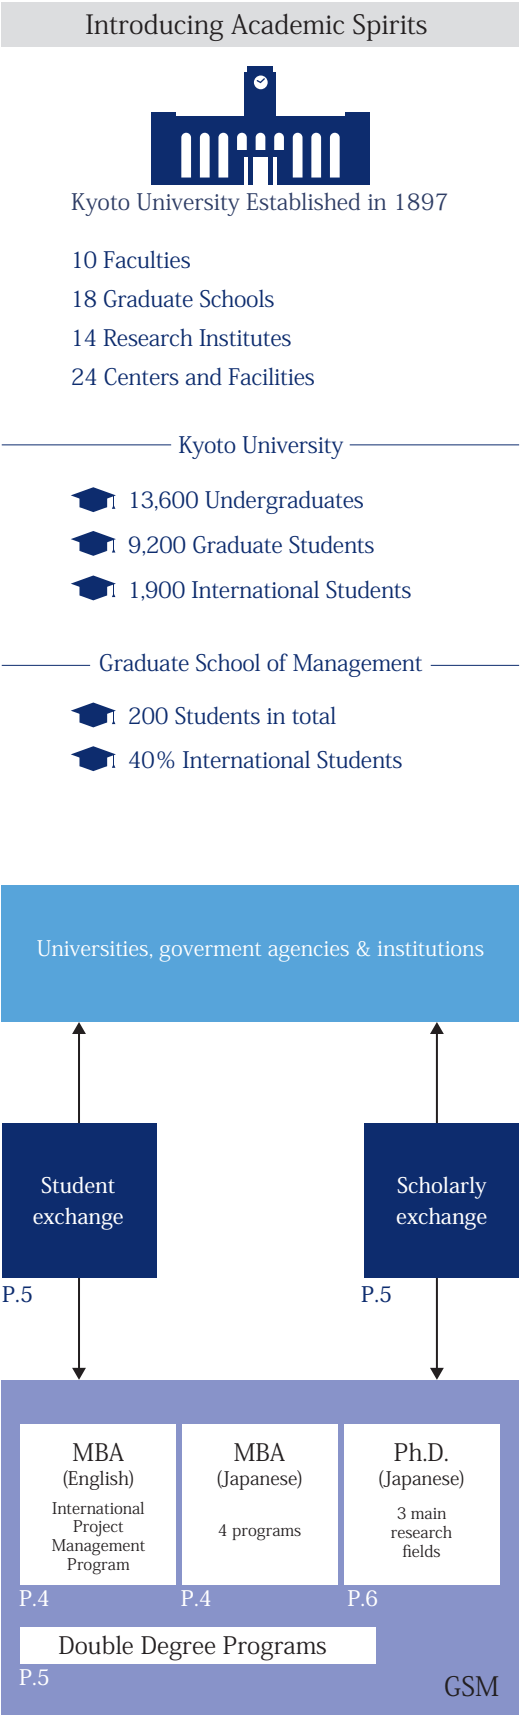 Introducing Academic Spirits
Kyoto University Established in 1897
10 Faculties
18 Graduate Schools
14 Research Institutes
24 Centers and Facilities
Kyoto University
13,600 Undergraduates
9,200 Graduate Students
1,900 International Students
Graduate School of Management
200 Students in total
40% International Students
Universities, goverment agencies & institutions
Student
exchange
P.5
Scholarly
exchange
P.5
MBA
(English)
International
Project
Management
Program
P.4
MBA
(Japanese)
4 programs
P.4
Ph.D.
(Japanese)
3 main
research
fields
P.6
Double Degree Programs
P.5
GSM